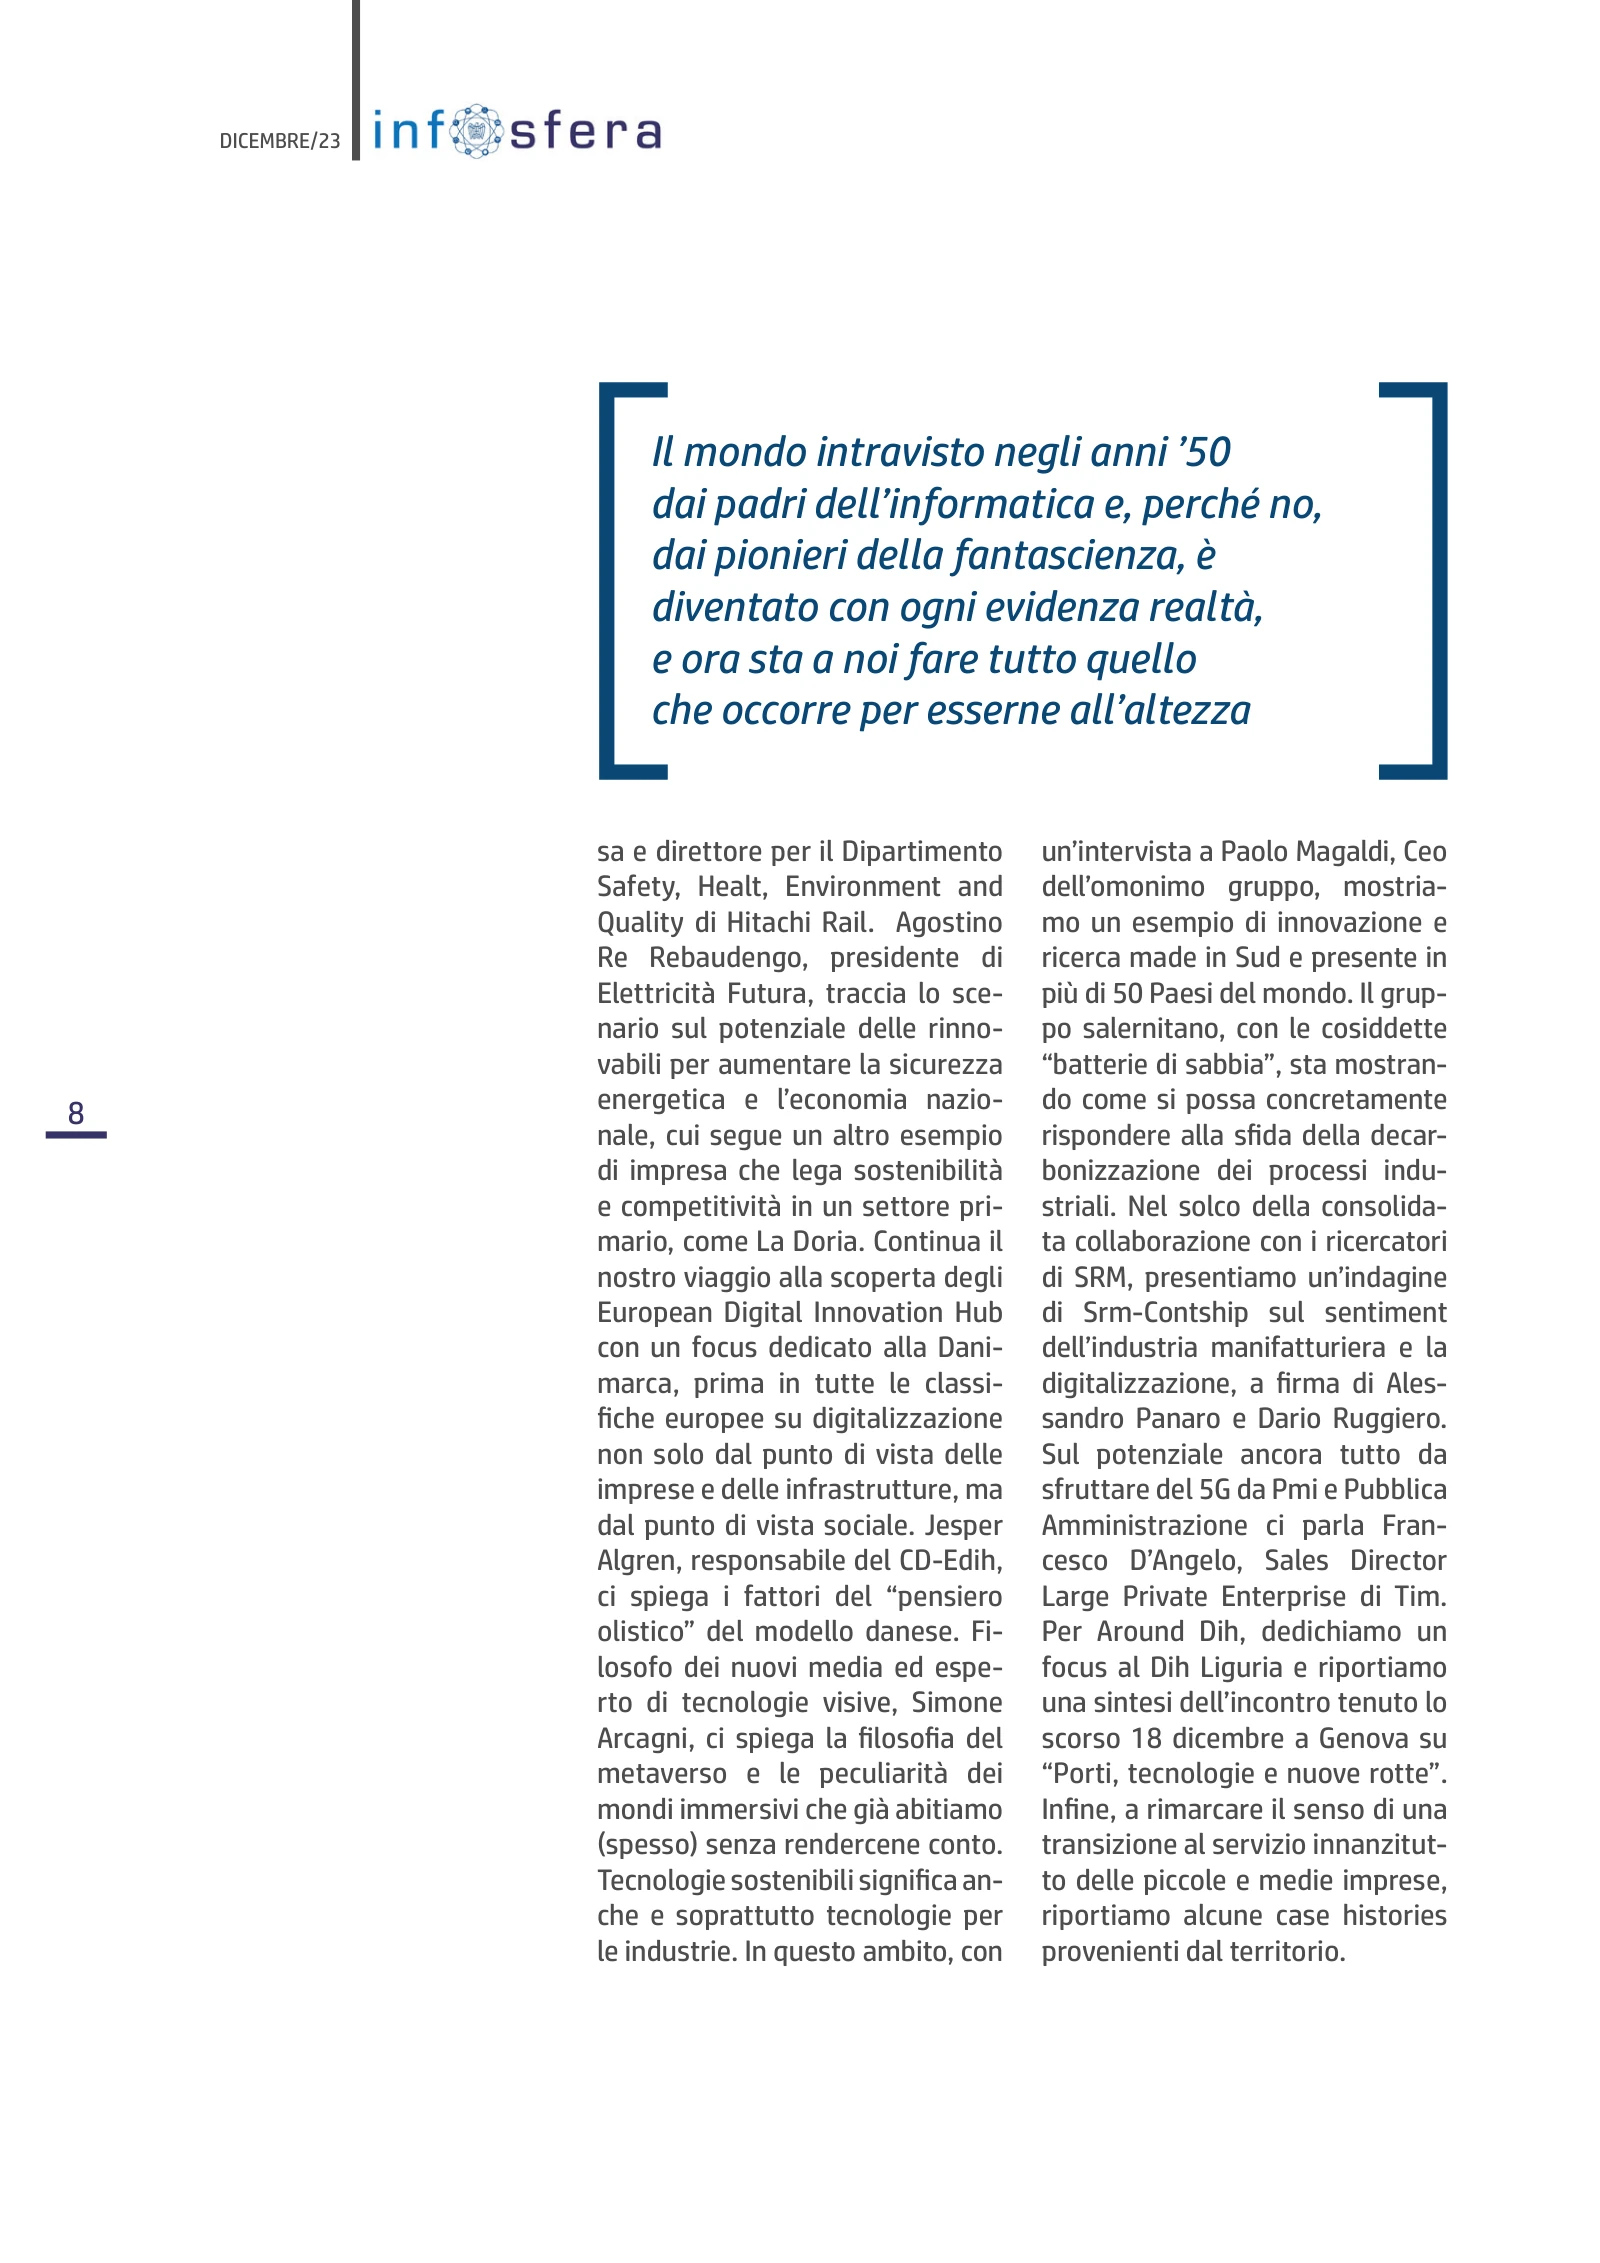 DICEMBRE/23
infosfera
Il mondo intravisto negli anni ’50
dai padri dell’informatica e, perché no,
dai pionieri della fantascienza, è
diventato con ogni evidenza realtà,
e ora sta a noi fare tutto quello
che occorre per esserne all’altezza
sa e direttore per il Dipartimento
Safety, Healt, Environment and
Quality di Hitachi Rail. Agostino
Re Rebaudengo, presidente di
Elettricità Futura, traccia lo sce-
nario sul potenziale delle rinno-
vabili per aumentare la sicurezza
energetica e l’economia nazio-
nale, cui segue un altro esempio
di impresa che lega sostenibilità
e competitività in un settore pri-
mario, come La Doria. Continua il
nostro viaggio alla scoperta degli
European Digital Innovation Hub
con un focus dedicato alla Dani-
marca, prima in tutte le classi-
fiche europee su digitalizzazione
non solo dal punto di vista delle
imprese e delle infrastrutture, ma
dal punto di vista sociale. Jesper
Algren, responsabile del CD-Edih,
ci spiega i fattori del “pensiero
olistico” del modello danese. Fi-
losofo dei nuovi media ed espe-
rto di tecnologie visive, Simone
Arcagni, ci spiega la filosofia del
metaverso e le peculiarità dei
mondi immersivi che già abitiamo
(spesso) senza rendercene conto.
Tecnologie sostenibili significa an-
che e soprattutto tecnologie per
le industrie. In questo ambito, con
un’intervista a Paolo Magaldi, Ceo
dell’omonimo gruppo, mostria-
mo un esempio di innovazione e
ricerca made in Sud e presente in
più di 50 Paesi del mondo. Il grup-
po salernitano, con le cosiddette
“batterie di sabbia”, sta mostran-
do come si possa concretamente
rispondere alla sfida della decar-
bonizzazione dei processi indu-
striali. Nel solco della consolida-
ta collaborazione con i ricercatori
di SRM, presentiamo un’indagine
di Srm-Contship sul sentiment
dell’industria manifatturiera e la
digitalizzazione, a firma di Ales-
sandro Panaro e Dario Ruggiero.
Sul potenziale ancora tutto da
sfruttare del 5G da Pmi e Pubblica
Amministrazione ci parla Fran-
cesco D’Angelo, Sales Director
Large Private Enterprise di Tim.
Per Around Dih, dedichiamo un
focus al Dih Liguria e riportiamo
una sintesi dell’incontro tenuto lo
scorso 18 dicembre a Genova su
“Porti, tecnologie e nuove rotte”.
Infine, a rimarcare il senso di una
transizione al servizio innanzitut-
to delle piccole e medie imprese,
riportiamo alcune case histories
provenienti dal territorio.
8